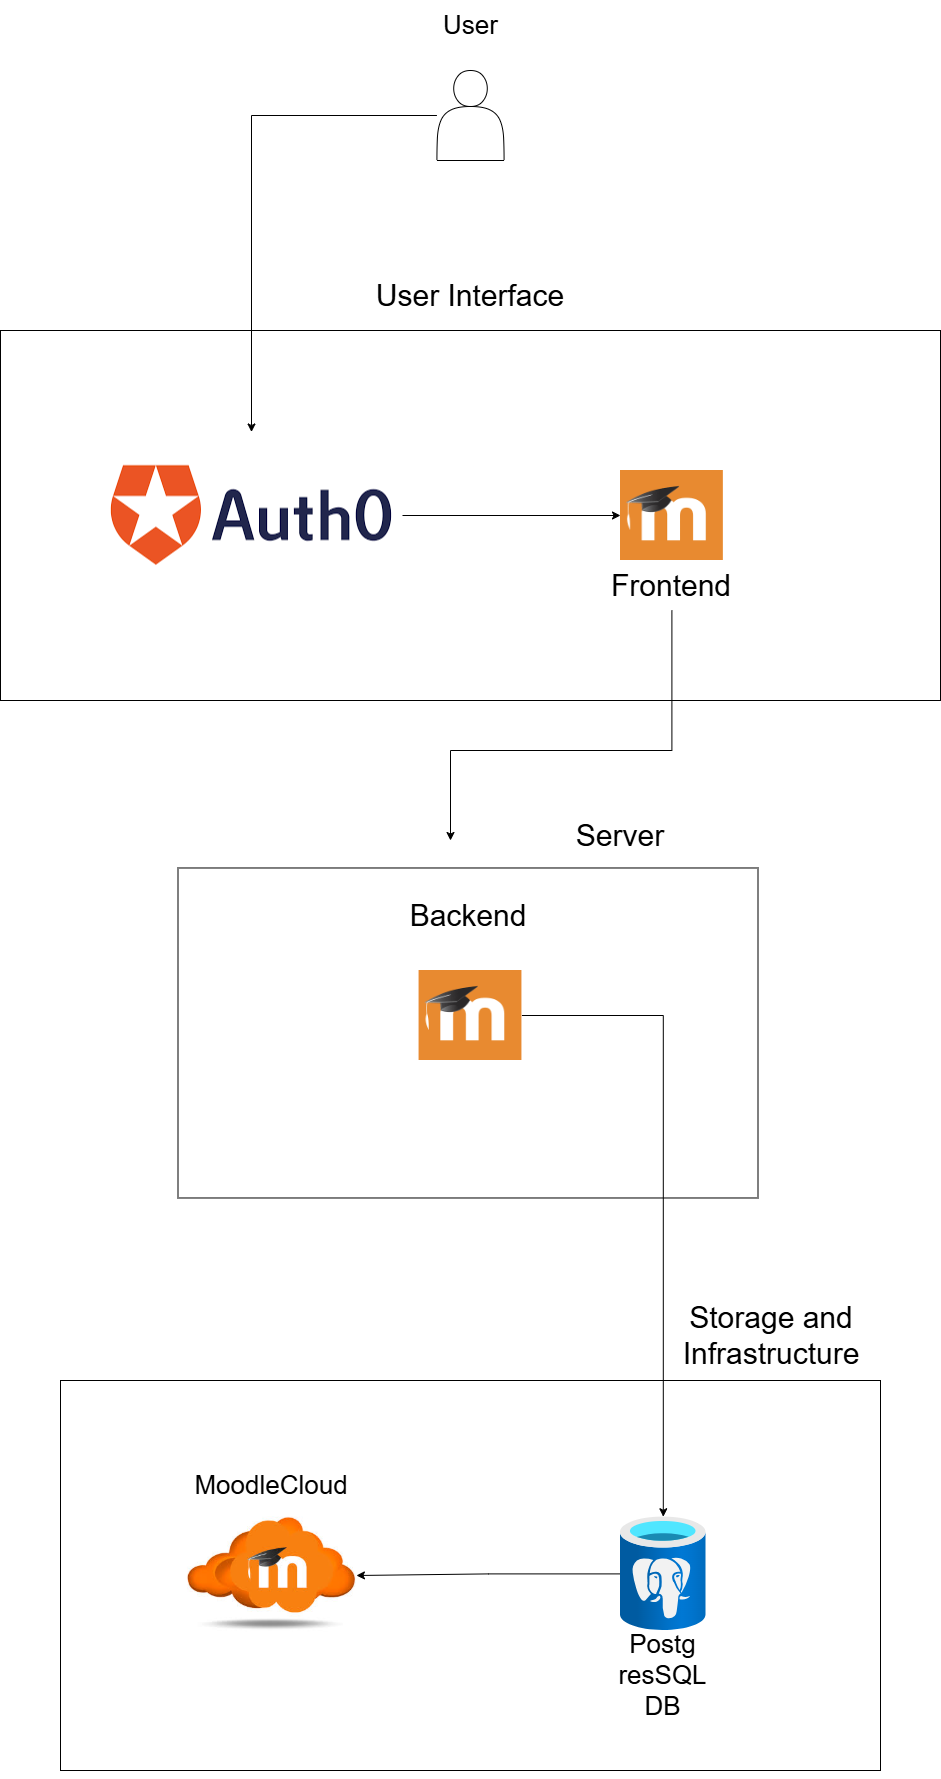 User
User Interface
Auth0
m
Frontend
Server
Backend
m
Storage and
Infrastructure
MoodleCloud
m
Postg
resSQL
DB